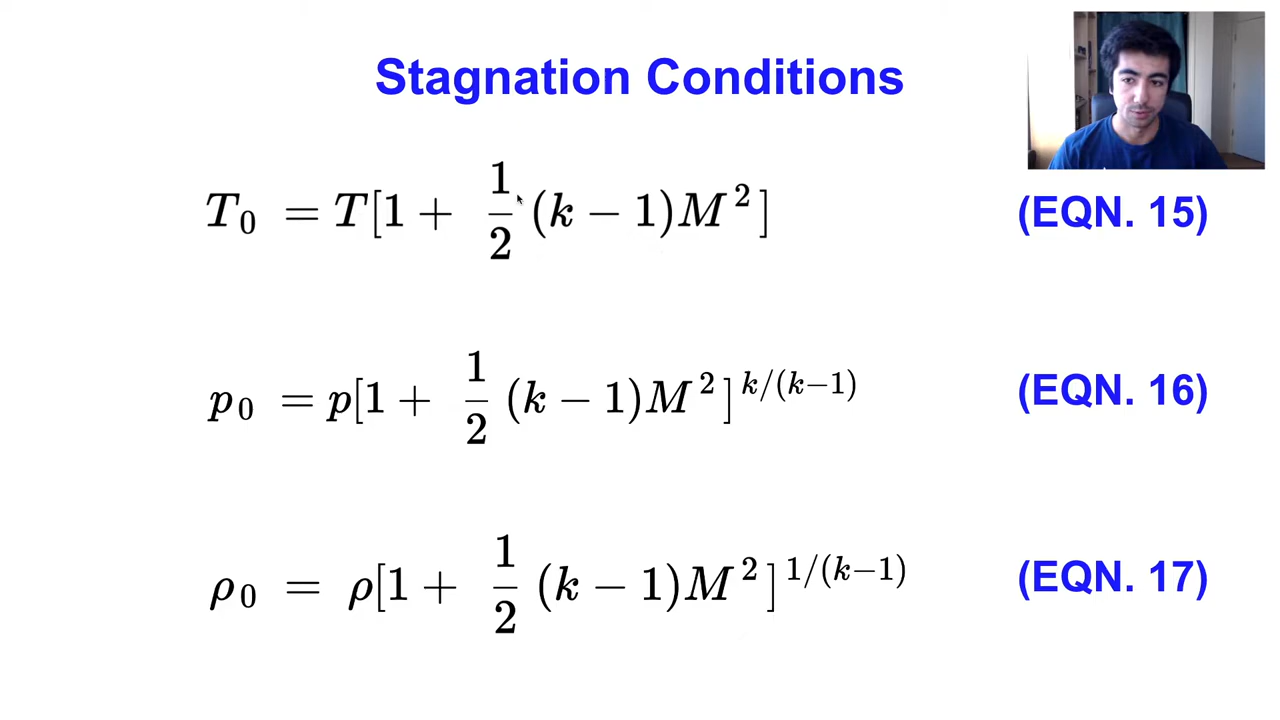 Stagnation Conditions
T₀ = T[1 + 1/2 (k − 1)M²] (EQN. 15)
p₀ = p[1 + 1/2 (k − 1)M²]^{k/(k−1)} (EQN. 16)
ρ₀ = ρ[1 + 1/2 (k − 1)M²]^{1/(k−1)} (EQN. 17)